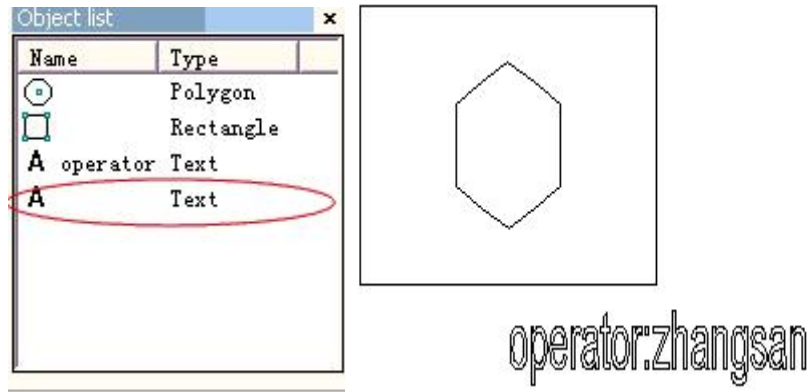 Object list
Name Type
Polygon
Rectangle
A operator Text
A Text
operator:zhangsan